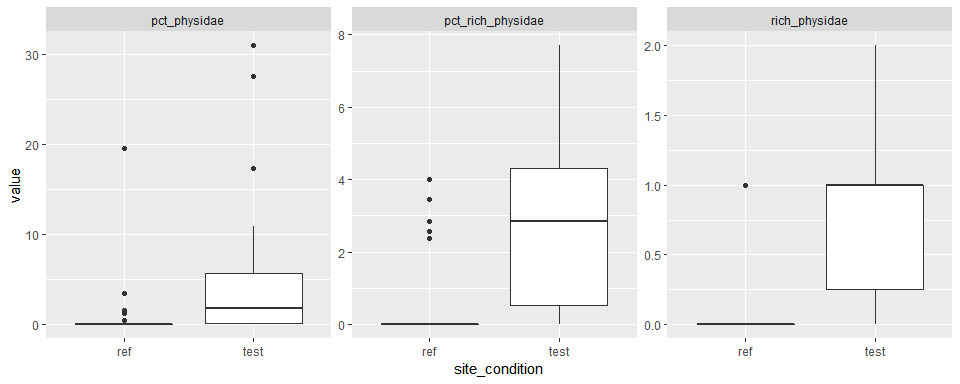 pct_physidae
pct_rich_physidae
rich_physidae
value
30
20
10
0
8
6
4
2
0
2.0
1.5
1.0
0.5
0.0
ref
test
ref
test
ref
test
site_condition